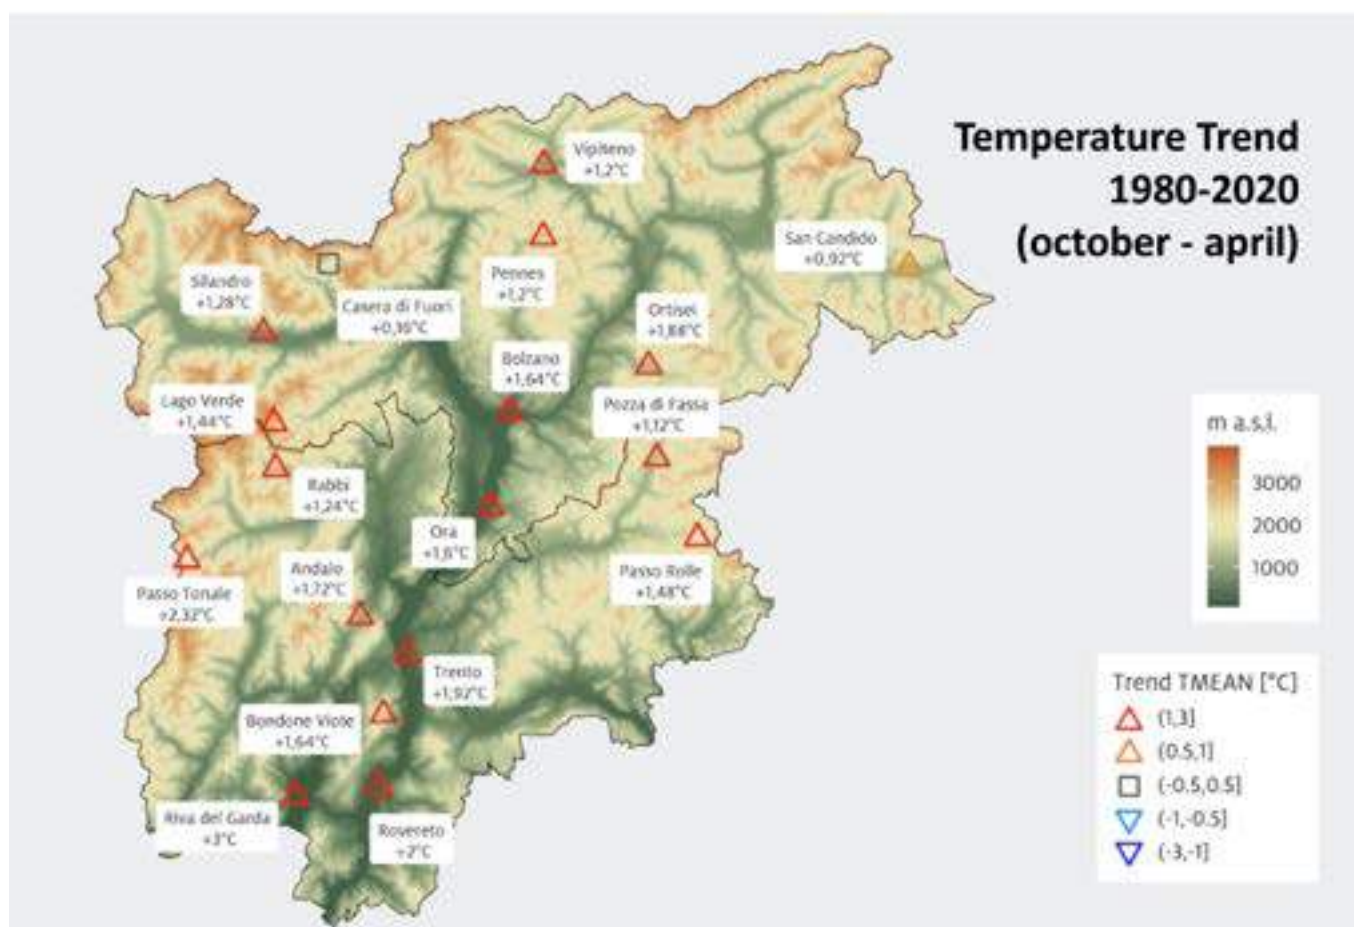 Temperature Trend
1980-2020
(october - april)
Vipiteno
+1,2°C
San Candido
+0,92°C
Pennes
+1,2°C
Silandro
+1,28°C
Casera di Fuori
+0,16°C
Ortisei
+1,88°C
Bolzano
+1,64°C
Lago Verde
+1,44°C
Pozza di Fassa
+1,12°C
Rabbi
+1,24°C
Ora
+1,6°C
Andalo
+1,72°C
Passo Rolle
+1,48°C
Passo Tonale
+2,32°C
Trento
+1,92°C
Bondone Viote
+1,64°C
Riva del Garda
+3°C
Rovereto
+2°C
m a.s.l.
3000
2000
1000
Trend TMEAN [°C]
(1,3]
(0.5,1]
(-0.5,0.5]
(-1,-0.5]
(-3,-1]